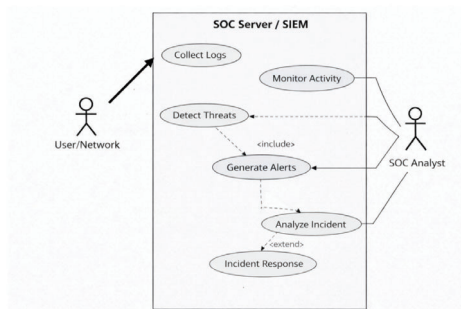 SOC Server / SIEM
Collect Logs
Monitor Activity
Detect Threats
User/Network
<include>
SOC Analyst
Generate Alerts
Analyze Incident
<extend>
Incident Response